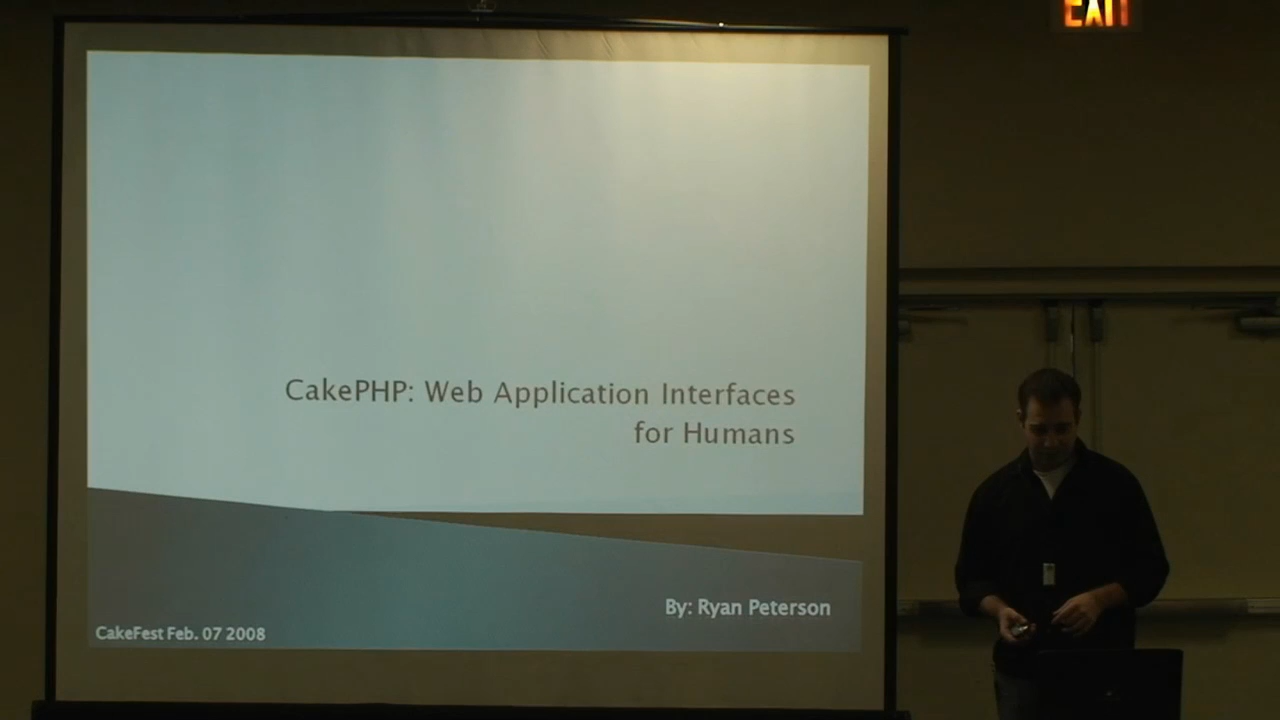 EXIT
CakePHP: Web Application Interfaces
for Humans
By: Ryan Peterson
CakeFest Feb. 07 2008